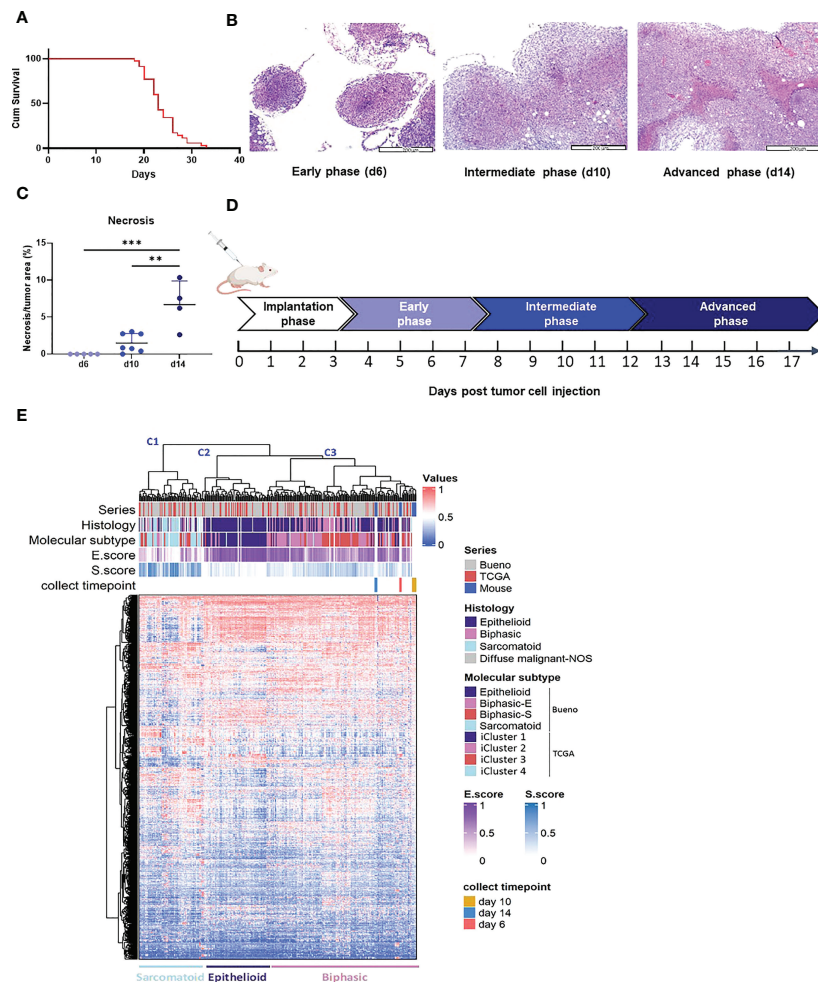 A
100
50
0
Cum Survival
0 10 20 30 40
Days
B
200 µm
200 µm
200 µm
Early phase (d6)
Intermediate phase (d10)
Advanced phase (d14)
C
Necrosis
Necrosis/tumor area (%)
15
10
5
0
***
**
d6 d10 d14
D
Implantation phase
Early phase
Intermediate phase
Advanced phase
0 1 2 3 4 5 6 7 8 9 10 11 12 13 14 15 16 17
Days post tumor cell injection
E
C1
C2
C3
Series
Histology
Molecular subtype
E.score
S.score
collect timepoint
Values
1
0.5
0
Series
Bueno
TCGA
Mouse
Histology
Epithelioid
Biphasic
Sarcomatoid
Diffuse malignant-NOS
Molecular subtype
Epithelioid
Biphasic-E
Biphasic-S
Sarcomatoid
Bueno
iCluster 1
iCluster 2
iCluster 3
iCluster 4
TCGA
E.score
1
0.5
0
S.score
1
0.5
0
collect timepoint
day 10
day 14
day 6
Sarcomatoid Epithelioid Biphasic